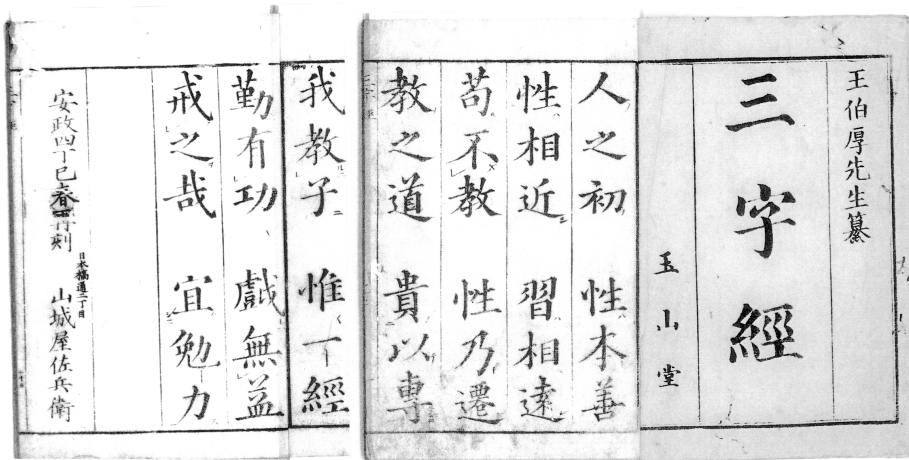 王伯厚先生纂
三字經
玉山堂
人之初 性本善
性相近 習相遠
苟不教 性乃遷
教之道 貴以專
我教子 惟一經
勤有功 戲無益
戒之哉 宜勉力
安政四丁巳春再刻
日本橋通二丁目
山城屋佐兵衛